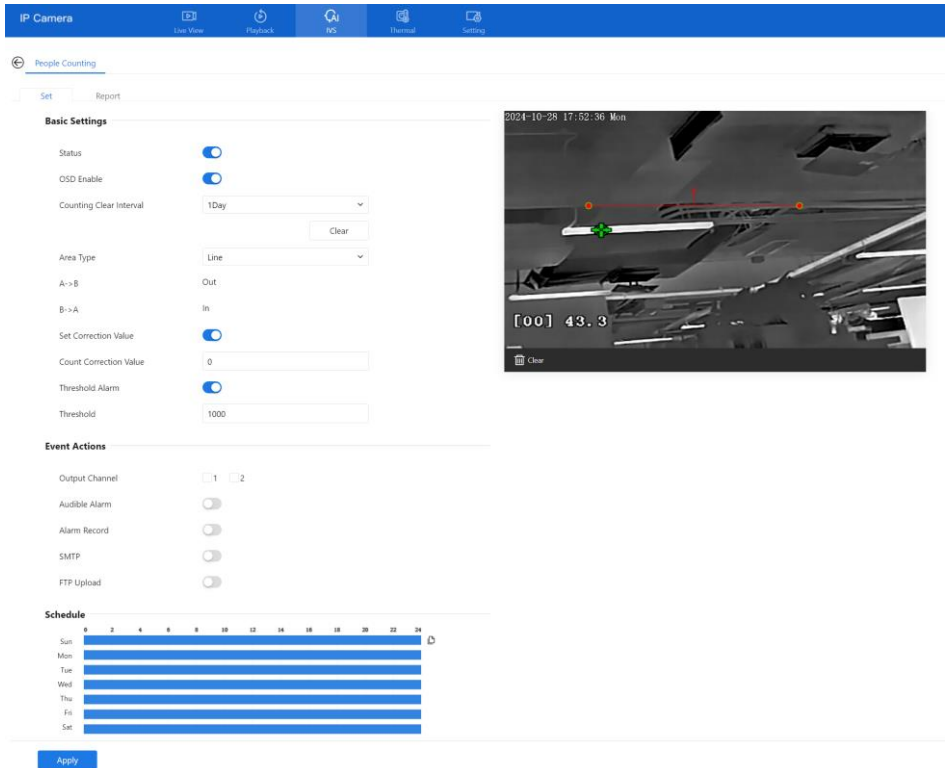 IP Camera
Live View
Playback
AI
IVS
Thermal
Setting
People Counting
Set Report
Basic Settings
Status
OSD Enable
Counting Clear Interval 1Day
Clear
Area Type Line
A->B Out
B->A In
Set Correction Value
Count Correction Value 0
Threshold Alarm
Threshold 1000
Event Actions
Output Channel 1 2
Audible Alarm
Alarm Record
SMTP
FTP Upload
Schedule
0 2 4 6 8 10 12 14 16 18 20 22 24
Sun
Mon
Tue
Wed
Thu
Fri
Sat
Apply
2024-10-28 17:52:36 Mon
[00] 43.3
Clear